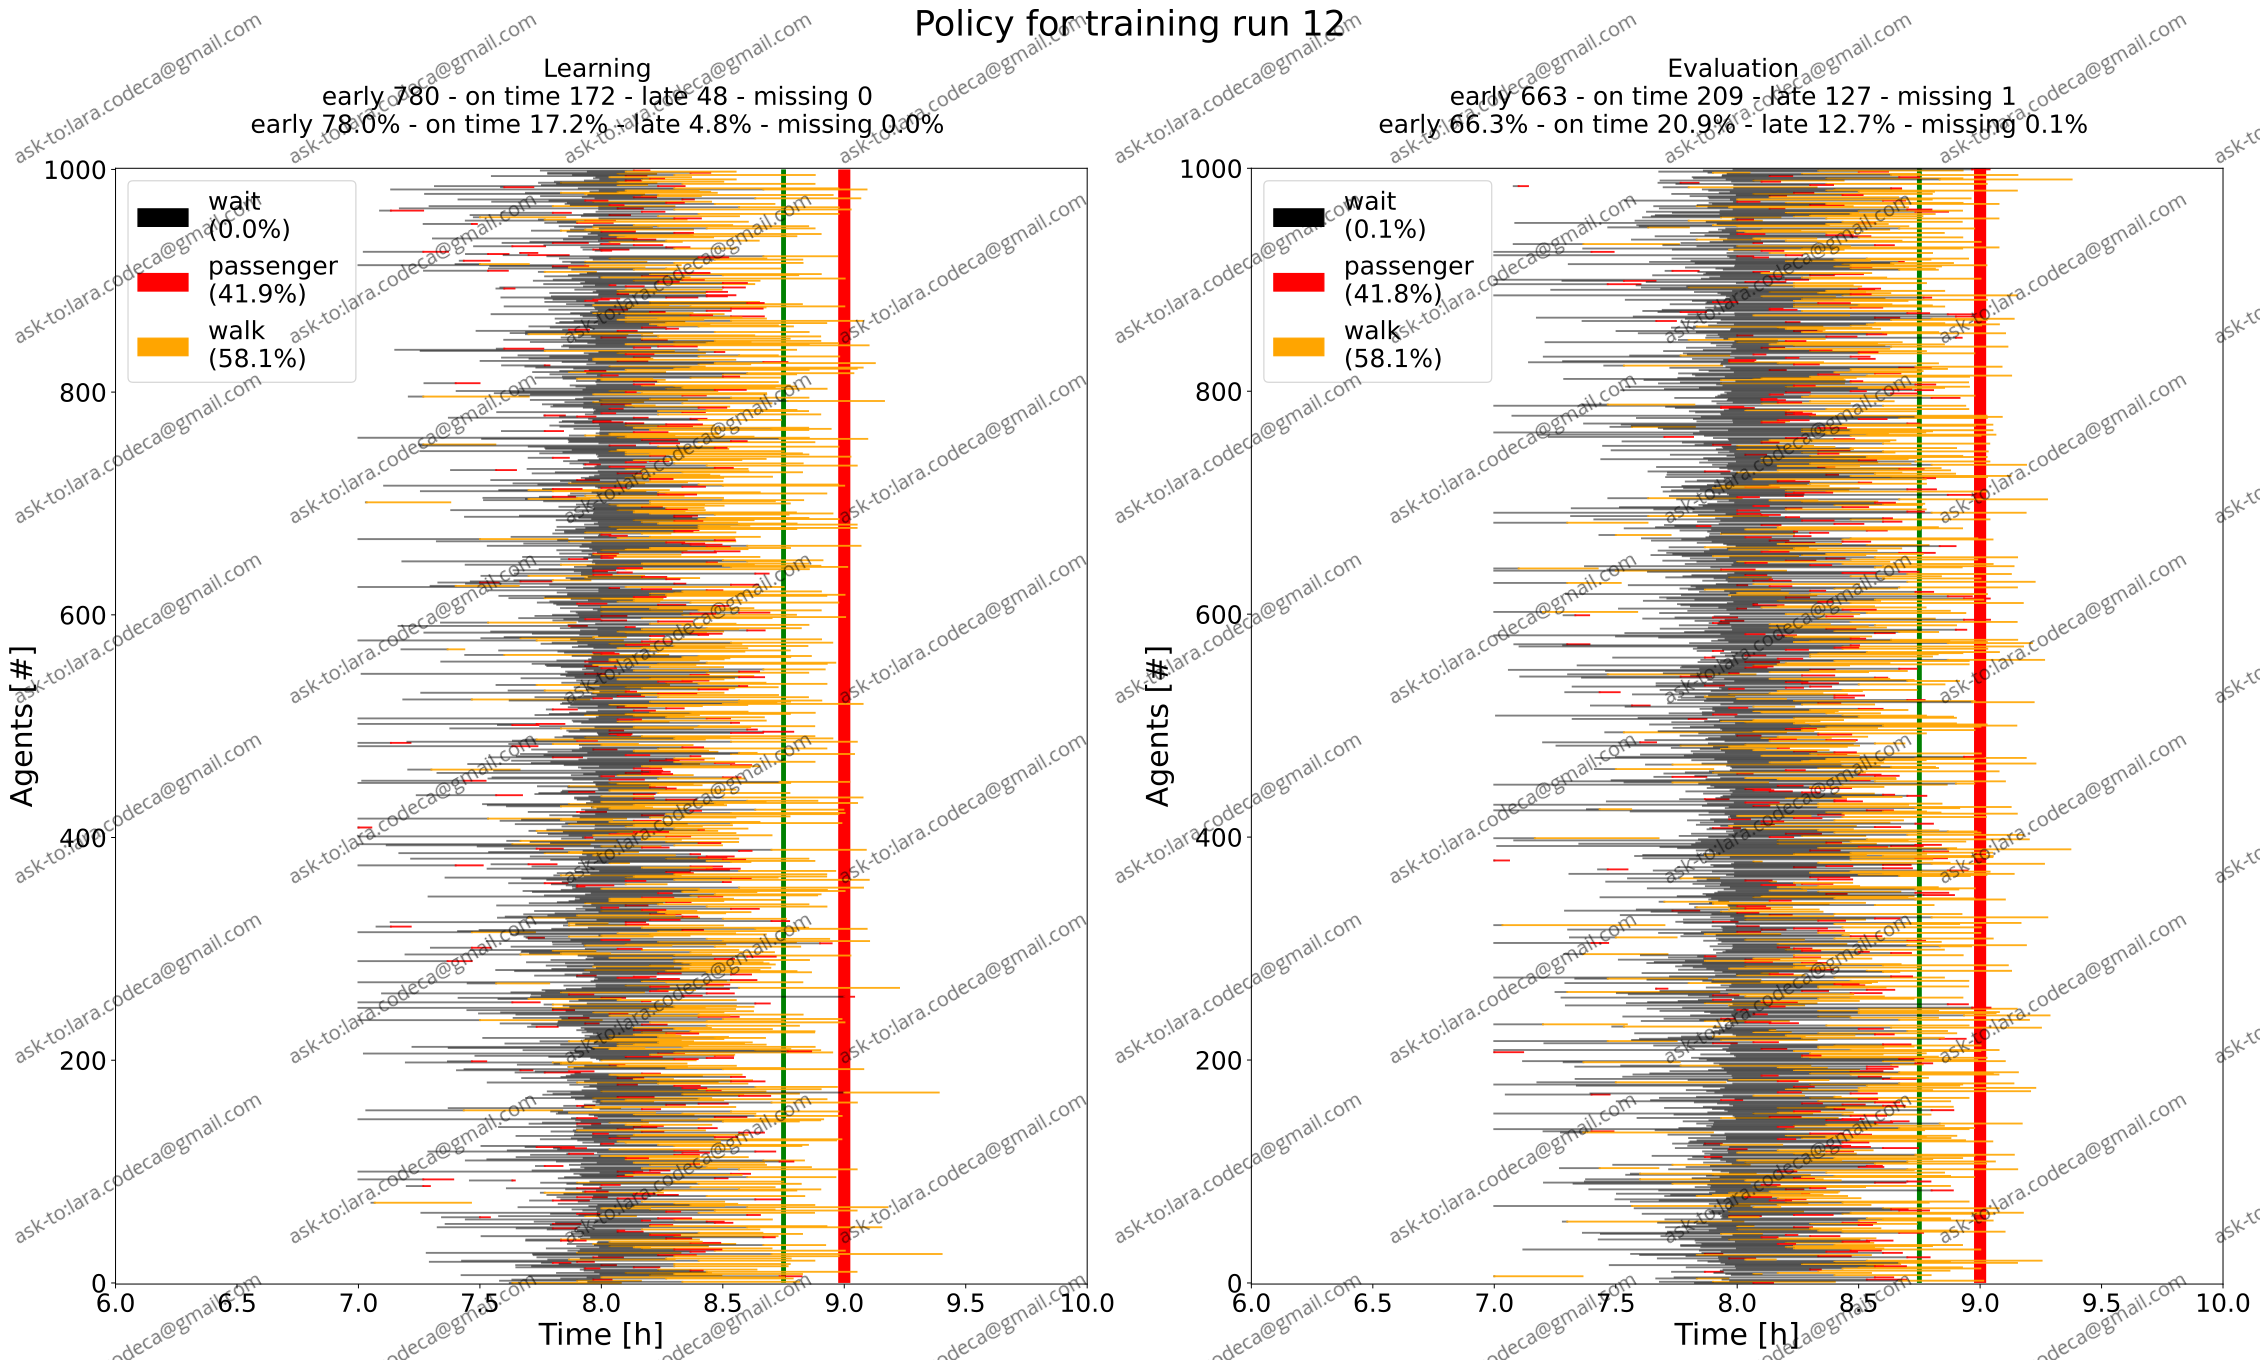 Policy for training run 12
Learning
early 780 - on time 172 - late 48 - missing 0
early 78.0% - on time 17.2% - late 4.8% - missing 0.0%
Evaluation
early 663 - on time 209 - late 127 - missing 1
early 66.3% - on time 20.9% - late 12.7% - missing 0.1%
wait
(0.0%)
passenger
(41.9%)
walk
(58.1%)
wait
(0.1%)
passenger
(41.8%)
walk
(58.1%)
Agents [#]
1000
800
600
400
200
0
6.0 6.5 7.0 7.5 8.0 8.5 9.0 9.5 10.0
Time [h]
Agents [#]
1000
800
600
400
200
0
6.0 6.5 7.0 7.5 8.0 8.5 9.0 9.5 10.0
Time [h]
ask-to:lara.codeca@gmail.com